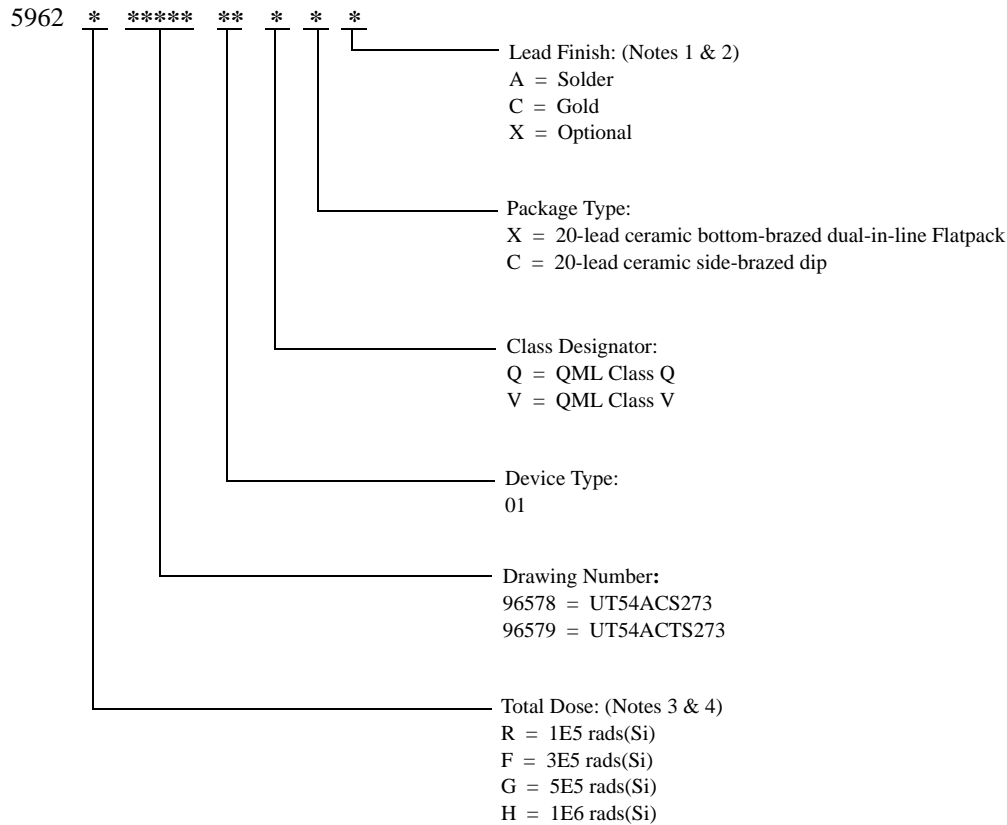 5962 * ***** ** * * *
Lead Finish: (Notes 1 & 2)
A = Solder
C = Gold
X = Optional
Package Type:
X = 20-lead ceramic bottom-brazed dual-in-line Flatpack
C = 20-lead ceramic side-brazed dip
Class Designator:
Q = QML Class Q
V = QML Class V
Device Type:
01
Drawing Number:
96578 = UT54ACS273
96579 = UT54ACTS273
Total Dose: (Notes 3 & 4)
R = 1E5 rads(Si)
F = 3E5 rads(Si)
G = 5E5 rads(Si)
H = 1E6 rads(Si)